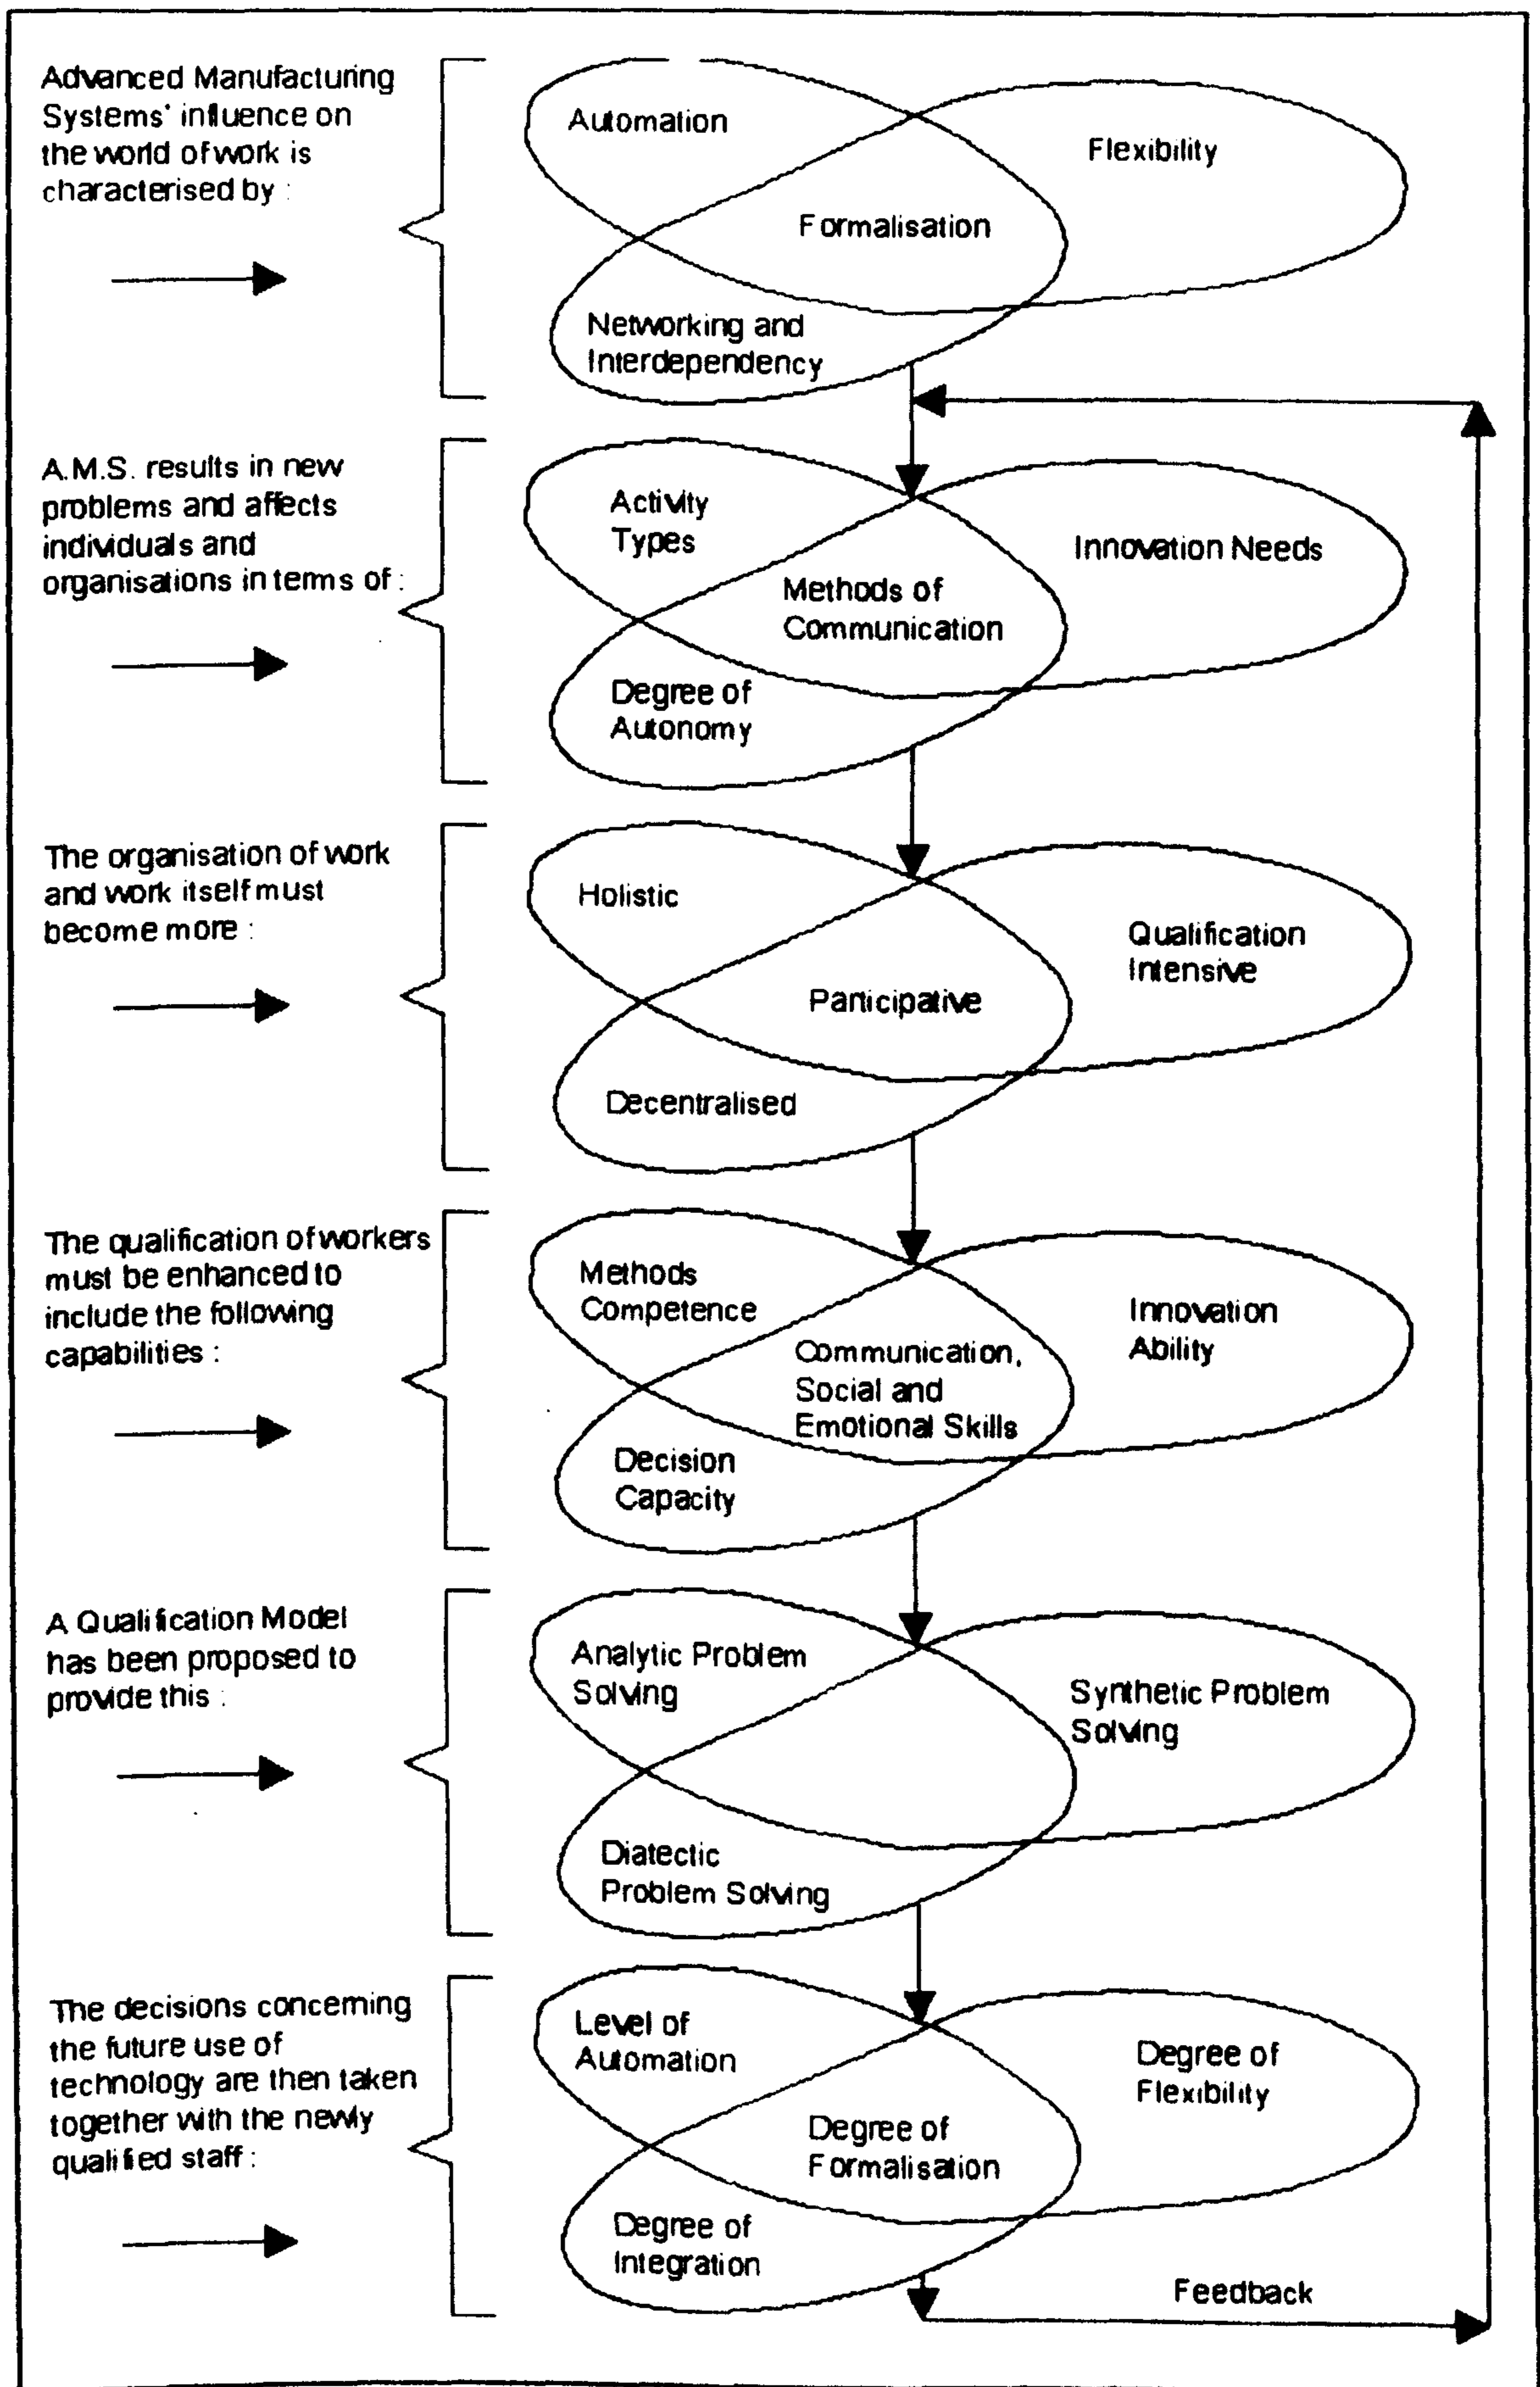 Advanced Manufacturing
Systems' influence on
the world of work is
characterised by :
Automation
Flexibility
Formalisation
Networking and
Interdependency
A.M.S. results in new
problems and affects
individuals and
organisations in terms of :
Activity
Types
Innovation Needs
Methods of
Communication
Degree of
Autonomy
The organisation of work
and work itself must
become more :
Holistic
Qualification
Intensive
Participative
Decentralised
The qualification of workers
must be enhanced to
include the following
capabilities :
Methods
Competence
Innovation
Ability
Communication,
Social and
Emotional Skills
Decision
Capacity
A Qualification Model
has been proposed to
provide this :
Analytic Problem
Solving
Synthetic Problem
Solving
Diatectic
Problem Solving
The decisions concerning
the future use of
technology are then taken
together with the newly
qualified staff :
Level of
Automation
Degree of
Flexibility
Degree of
Formalisation
Degree of
Integration
Feedback